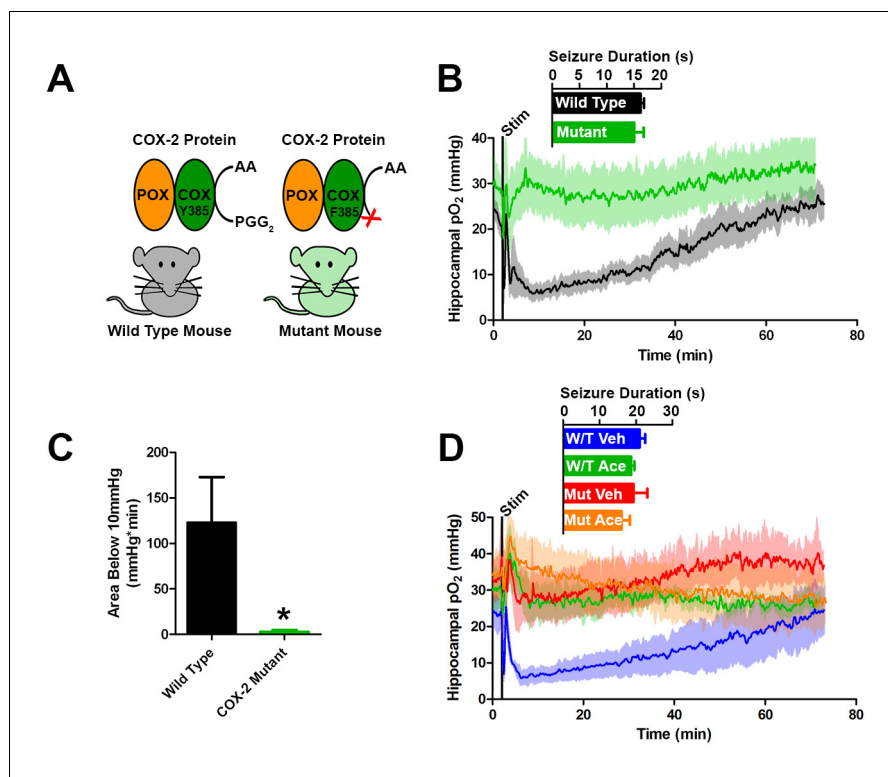 A
COX-2 Protein
COX-2 Protein
POX
COX
Y385
AA
PGG2
POX
COX
F385
AA
X
Wild Type Mouse
Mutant Mouse
B
Seizure Duration (s)
0 5 10 15 20
Wild Type
Mutant
Stim
Hippocampal pO2 (mmHg)
40
30
20
10
0
0 20 40 60 80
Time (min)
C
Area Below 10mmHg
(mmHg*min)
200
150
100
50
0
*
Wild Type
COX-2 Mutant
D
Seizure Duration (s)
0 10 20 30
W/T Veh
W/T Ace
Mut Veh
Mut Ace
Stim
Hippocampal pO2 (mmHg)
50
40
30
20
10
0
0 20 40 60 80
Time (min)